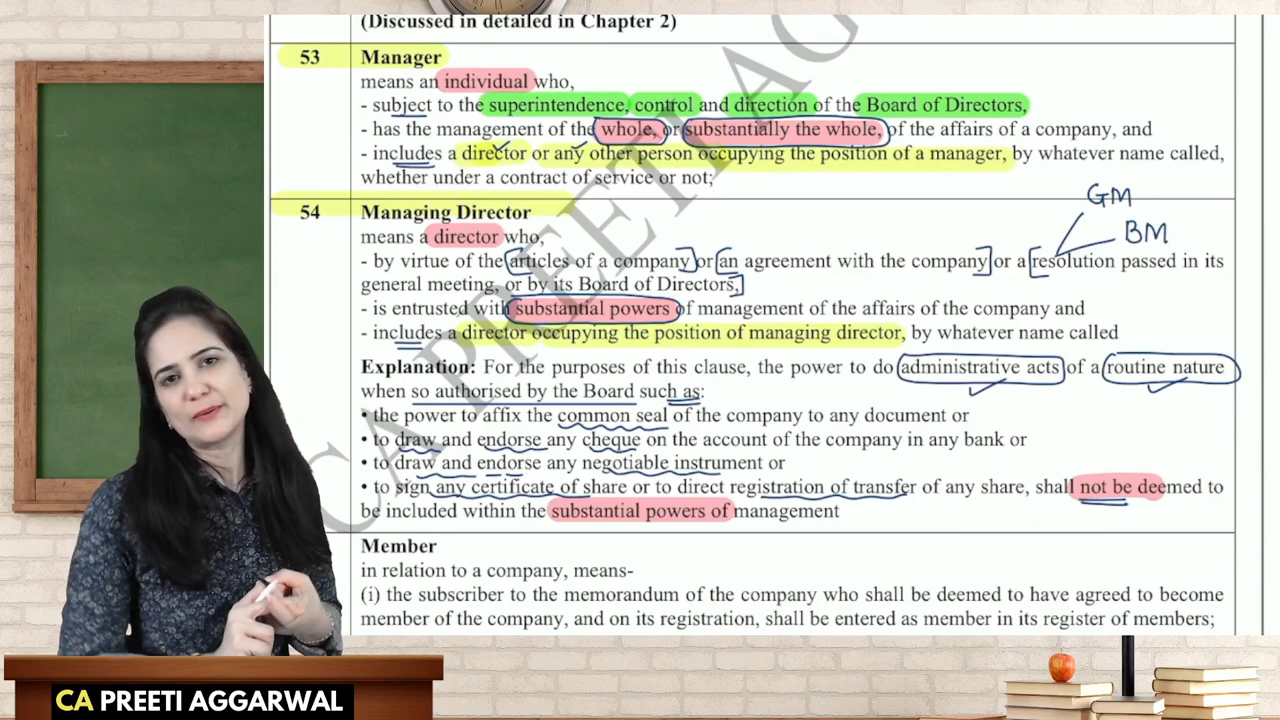 (Discussed in detailed in Chapter 2)
53 Manager
means an individual who,
- subject to the superintendence, control and direction of the Board of Directors,
- has the management of the whole, or substantially the whole, of the affairs of a company, and
- includes a director or any other person occupying the position of a manager, by whatever name called,
whether under a contract of service or not;
GM
54 Managing Director
BM
means a director who,
- by virtue of the articles of a company or an agreement with the company or a resolution passed in its
general meeting, or by its Board of Directors,
- is entrusted with substantial powers of management of the affairs of the company and
- includes a director occupying the position of managing director, by whatever name called
Explanation: For the purposes of this clause, the power to do administrative acts of a routine nature
when so authorised by the Board such as:
• the power to affix the common seal of the company to any document or
• to draw and endorse any cheque on the account of the company in any bank or
• to draw and endorse any negotiable instrument or
• to sign any certificate of share or to direct registration of transfer of any share, shall not be deemed to
be included within the substantial powers of management
Member
in relation to a company, means-
(i) the subscriber to the memorandum of the company who shall be deemed to have agreed to become
member of the company, and on its registration, shall be entered as member in its register of members;
CA PREETI AG
CA PREETI AGGARWAL